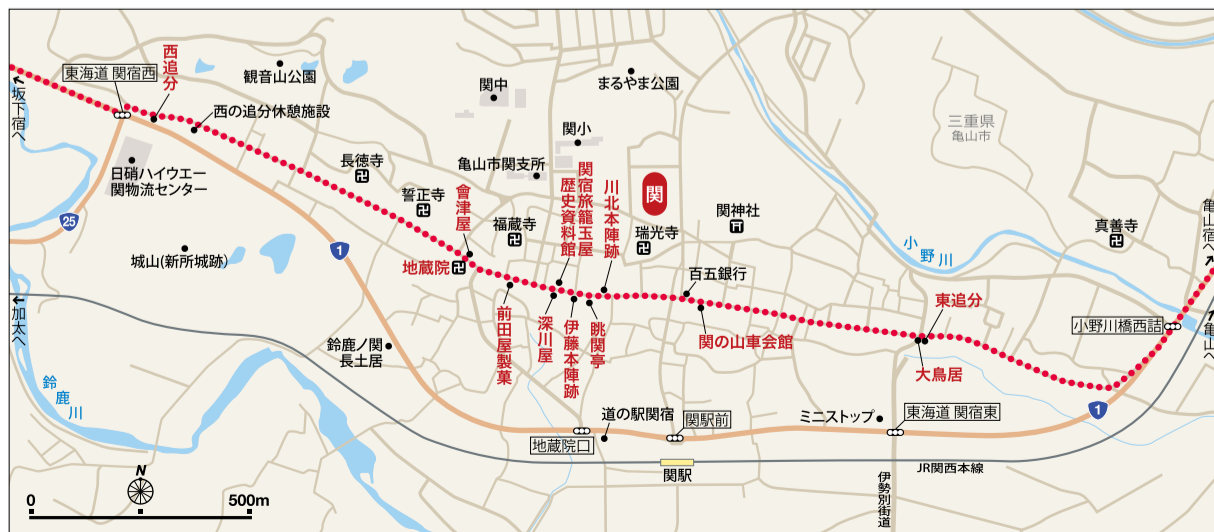 東海道 関宿西
西追分
観音山公園
西の追分休憩施設
坂下宿へ
日硝ハイウエー
関物流センター
25
城山(新所城跡)
加太へ
鈴鹿川
長徳寺
誓正寺
會津屋
地蔵院
福蔵寺
関中
関小
亀山市関支所
まるやま公園
関宿旅籠玉屋
歴史資料館
川北本陣跡
関
瑞光寺
関神社
百五銀行
三重県
亀山市
小野川
真善寺
亀山宿へ
小野川橋西詰
亀山へ
1
前田屋製菓
深川屋
伊藤本陣跡
眺関亭
関の山車会館
東追分
大鳥居
鈴鹿ノ関
長土居
道の駅関宿
地蔵院口
関駅前
関駅
ミニストップ
東海道 関宿東
1
JR関西本線
伊勢別街道
N
0
500m